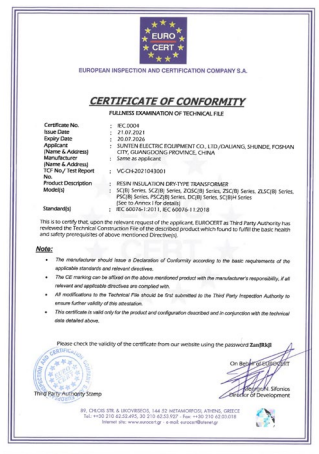 EURO
CERT
EUROPEAN INSPECTION AND CERTIFICATION COMPANY S.A.
CERTIFICATE OF CONFORMITY
FULLNESS EXAMINATION OF TECHNICAL FILE
Certificate No. : IEC.0004
Issue Date : 21.07.2021
Expiry Date : 20.07.2026
Applicant : SUNTEN ELECTRIC EQUIPMENT CO., LTD./DALIANG, SHUNDE, FOSHAN
(Name & Address) CITY, GUANGDONG PROVINCE, CHINA
Manufacturer : Same as applicant
(Name & Address)
TCF No./ Test Report : VC-CH-2021043001
No.
Product Description : RESIN INSULATION DRY-TYPE TRANSFORMER
Model(s) : SC(B) Series, SCZ(B) Series, ZQSC(B) Series, ZSC(B) Series, ZLSC(B) Series,
PSC(B) Series, PSCZ(B) Series, DC(B) Series, SC(B)H Series
(See to Annex I for details)
Standard(s) : IEC 60076-1:2011, IEC 60076-11:2018
This is to certify that, upon the relevant request of the applicant, EUROCERT as Third Party Authority has
reviewed the Technical Construction File of the described product which found to fulfill the basic health
and safety prerequisites of above mentioned Directive(s).
Note:
• The manufacturer should issue a Declaration of Conformity according to the basic requirements of the
applicable standards and relevant directives.
• The CE marking can be affixed on the above mentioned product with the manufacturer's responsibility, if all
relevant and applicable directives are complied with.
• All modifications to the Technical File should be first submitted to the Third Party Inspection Authority to
ensure further validity of this attestation.
• This certificate is valid only for the product and configuration described and in conjunction with the technical
data detailed above.
Please check the validity of the certificate from our website using the password
On Behalf of EUROCERT
N. Sifonios
Third Party Authority Stamp
Director of Development
89, CHLOIS STR. & LIKOVRISEOS, 144 52 METAMORFOSI, ATHENS, GREECE
Internet site: www.eurocert.gr - e.mail: eurocert@otenet.gr